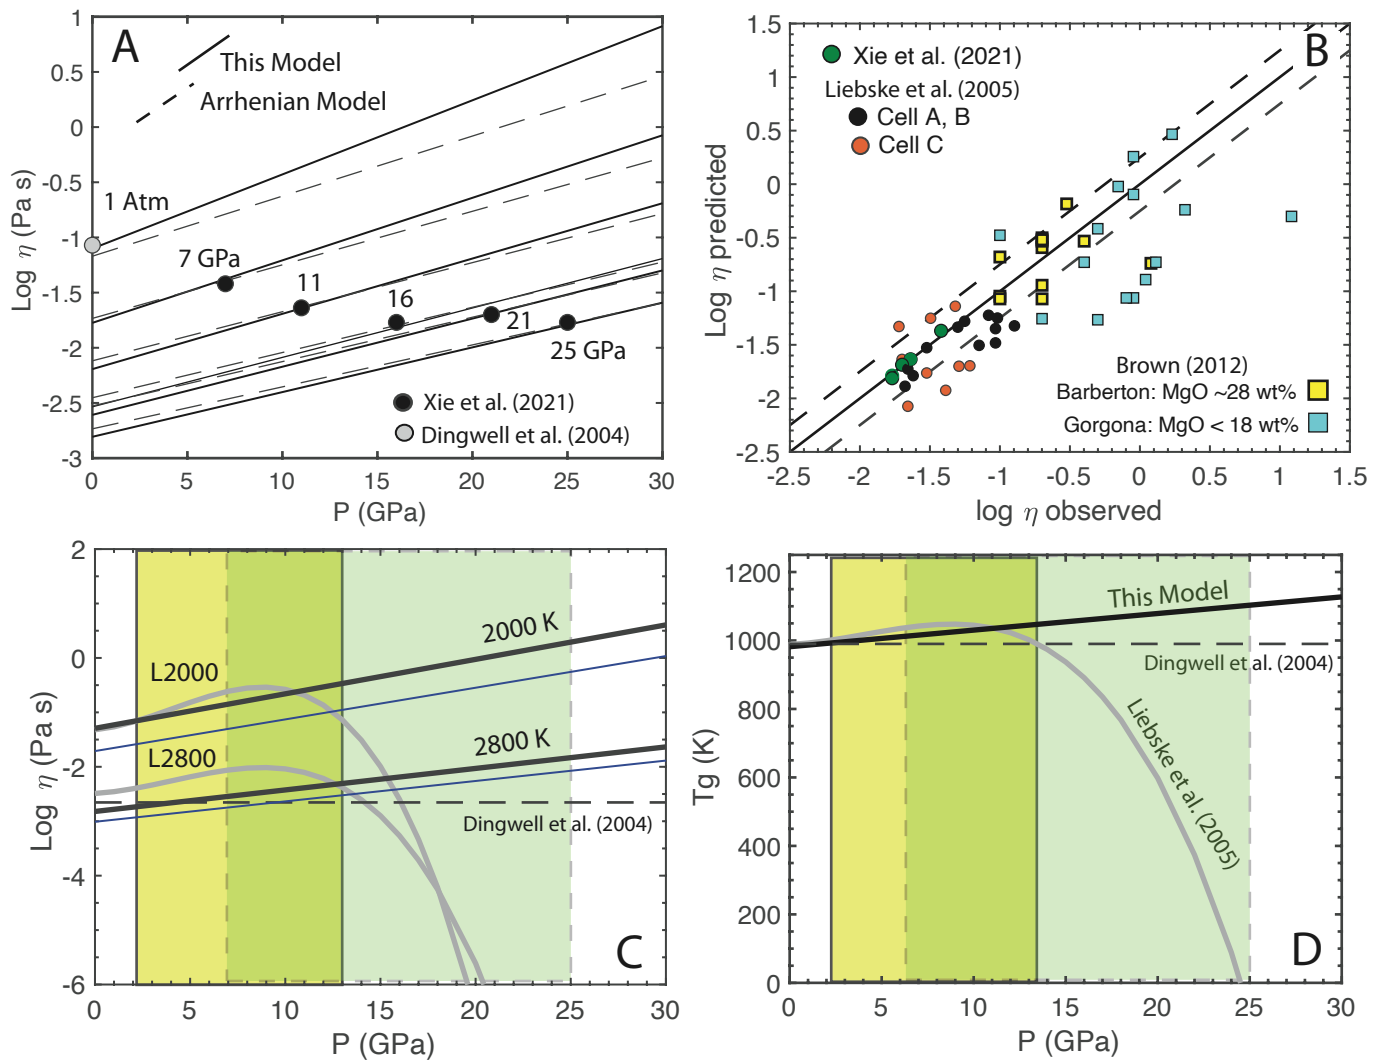 A
This Model
Arrhenian Model
1 Atm
7 GPa
11
16
21
25 GPa
Xie et al. (2021)
Dingwell et al. (2004)
1
0.5
0
-0.5
-1
-1.5
-2
-2.5
-3
0
5
10
15
20
25
30
Log η (Pa s)
P (GPa)
B
Xie et al. (2021)
Liebske et al. (2005)
Cell A, B
Cell C
Brown (2012)
Barberton: MgO ~28 wt%
Gorgona: MgO < 18 wt%
1.5
1
0.5
0
-0.5
-1
-1.5
-2
-2.5
-2.5
-2
-1.5
-1
-0.5
0
0.5
1
1.5
Log η predicted
log η observed
2000 K
L2000
2800 K
L2800
Dingwell et al. (2004)
C
2
0
-2
-4
-6
0
5
10
15
20
25
30
Log η (Pa s)
P (GPa)
This Model
Dingwell et al. (2004)
Liebske et al. (2005)
D
1200
1000
800
600
400
200
0
0
5
10
15
20
25
30
Tg (K)
P (GPa)